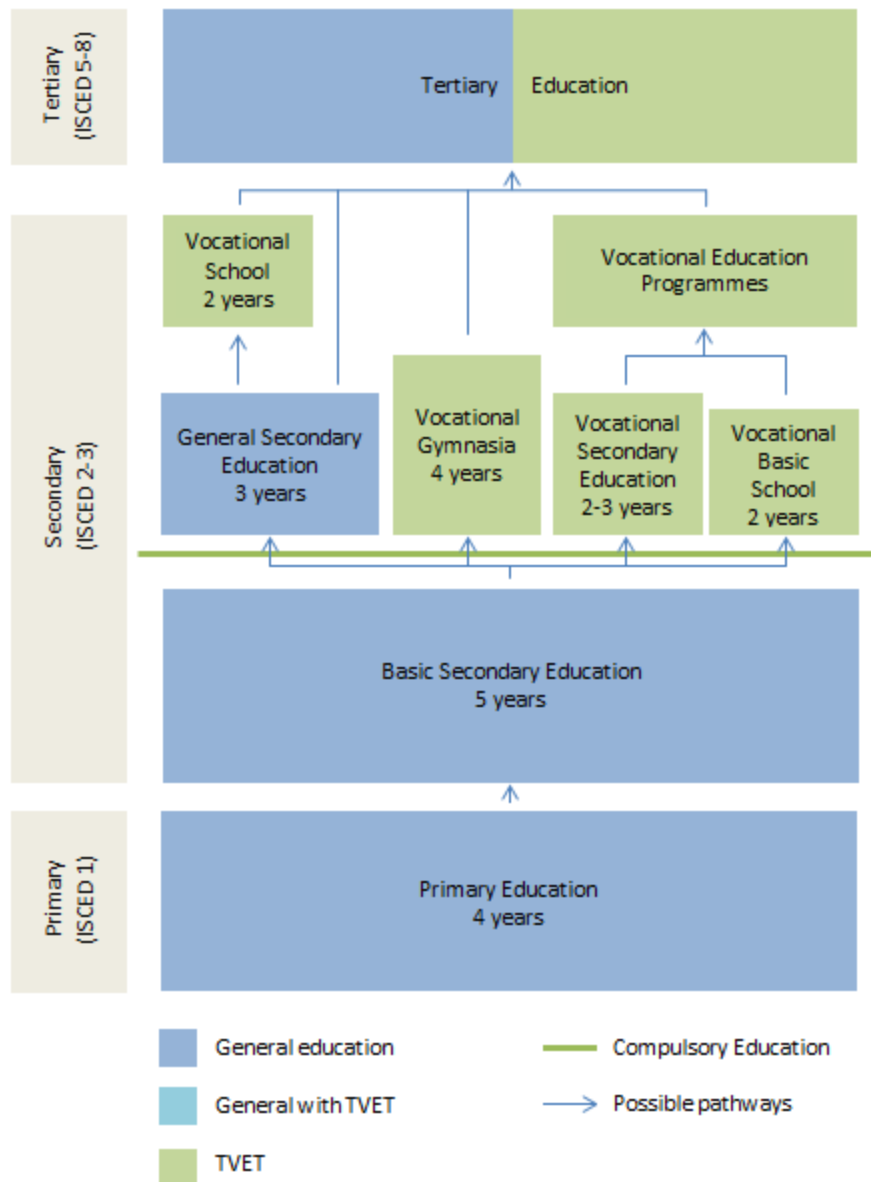 Tertiary
(ISCED 5-8)
Tertiary Education
Secondary
(ISCED 2-3)
Vocational
School
2 years
Vocational Education
Programmes
General Secondary
Education
3 years
Vocational
Gymnasia
4 years
Vocational
Secondary
Education
2-3 years
Vocational
Basic
School
2 years
Basic Secondary Education
5 years
Primary
(ISCED 1)
Primary Education
4 years
General education
Compulsory Education
General with TVET
Possible pathways
TVET